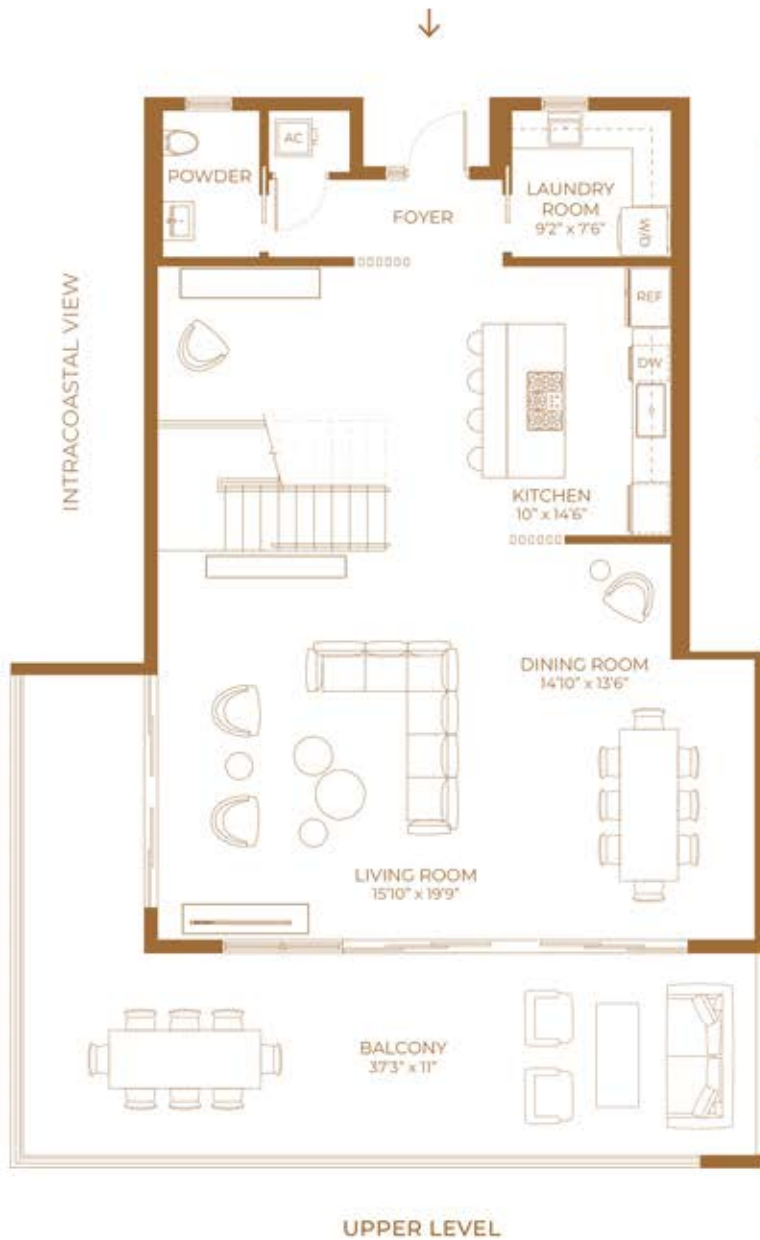 AC
POWDER
FOYER
LAUNDRY
ROOM
9'2" x 7'6"
W/D
INTRACOASTAL VIEW
REF
DW
KITCHEN
10" x 14'6"
DINING ROOM
14'10" x 13'6"
LIVING ROOM
15'10" x 19'9"
BALCONY
37'3" x 11"
UPPER LEVEL